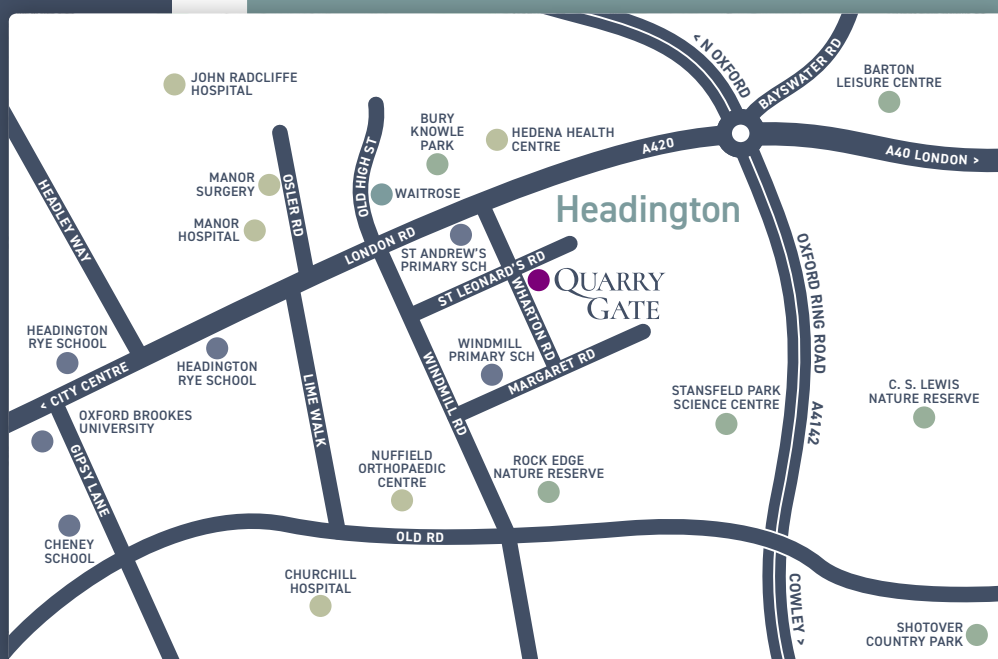 < N OXFORD
BAYSWATER RD
BARTON
LEISURE CENTRE
JOHN RADCLIFFE
HOSPITAL
BURY
KNOWLE
PARK
HEDENA HEALTH
CENTRE
A420
A40 LONDON >
HEADLEY WAY
MANOR
SURGERY
OSLER RD
OLD HIGH ST
WAITROSE
Headington
MANOR
HOSPITAL
LONDON RD
ST ANDREW'S
PRIMARY SCH
ST LEONARD'S RD
QUARRY
GATE
WHARTON RD
OXFORD RING ROAD
A4142
HEADINGTON
RYE SCHOOL
HEADINGTON
RYE SCHOOL
WINDMILL
PRIMARY SCH
MARGARET RD
< CITY CENTRE
LIME WALK
WINDMILL RD
STANSFELD PARK
SCIENCE CENTRE
C. S. LEWIS
NATURE RESERVE
OXFORD BROOKES
UNIVERSITY
GIPSY LANE
NUFFIELD
ORTHOPAEDIC
CENTRE
ROCK EDGE
NATURE RESERVE
CHENEY
SCHOOL
OLD RD
CHURCHILL
HOSPITAL
COWLEY >
SHOTOVER
COUNTRY PARK